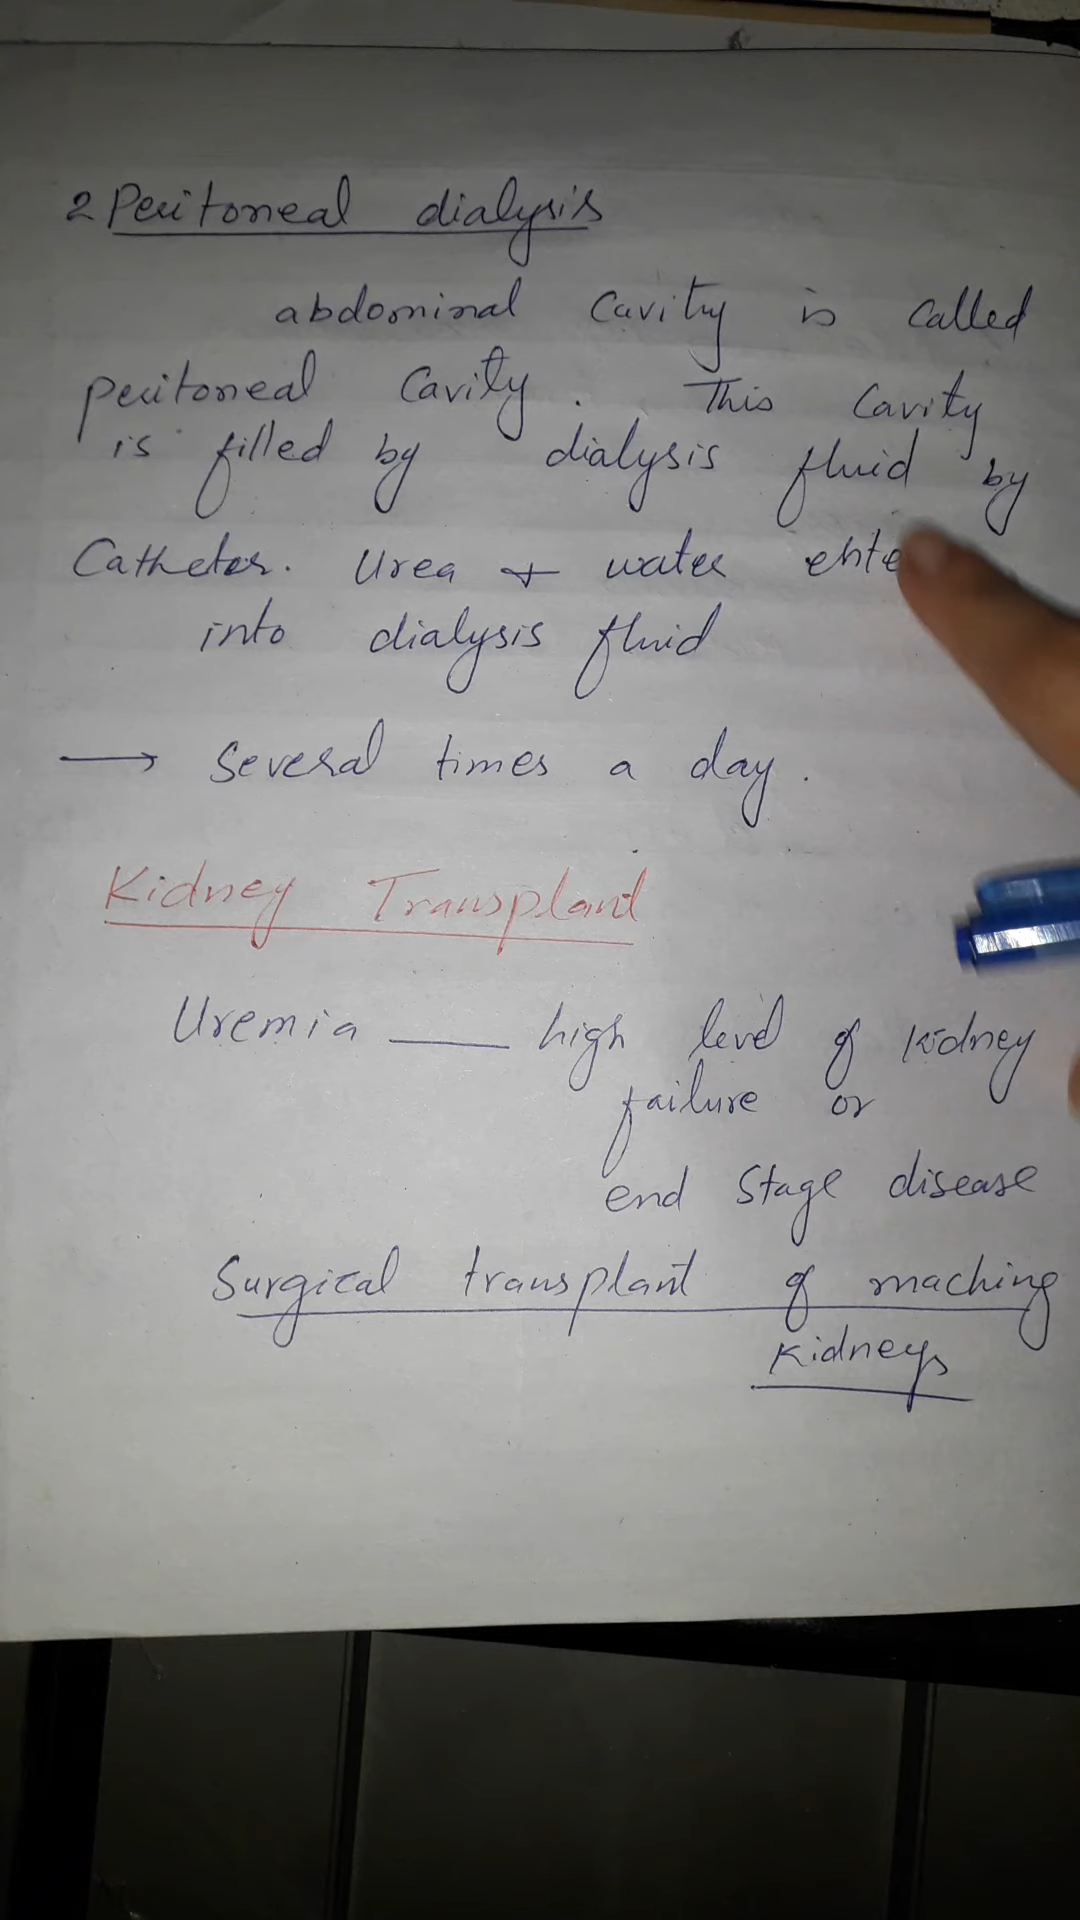 2 Peritoneal dialysis
abdominal cavity is called
peritoneal cavity. This cavity
is filled by dialysis fluid by
Catheter. Urea + water ente
into dialysis fluid
→ Several times a day.
Kidney Transplant
Uremia — high level of kidney
failure or
end stage disease
Surgical transplant of maching
kidneys